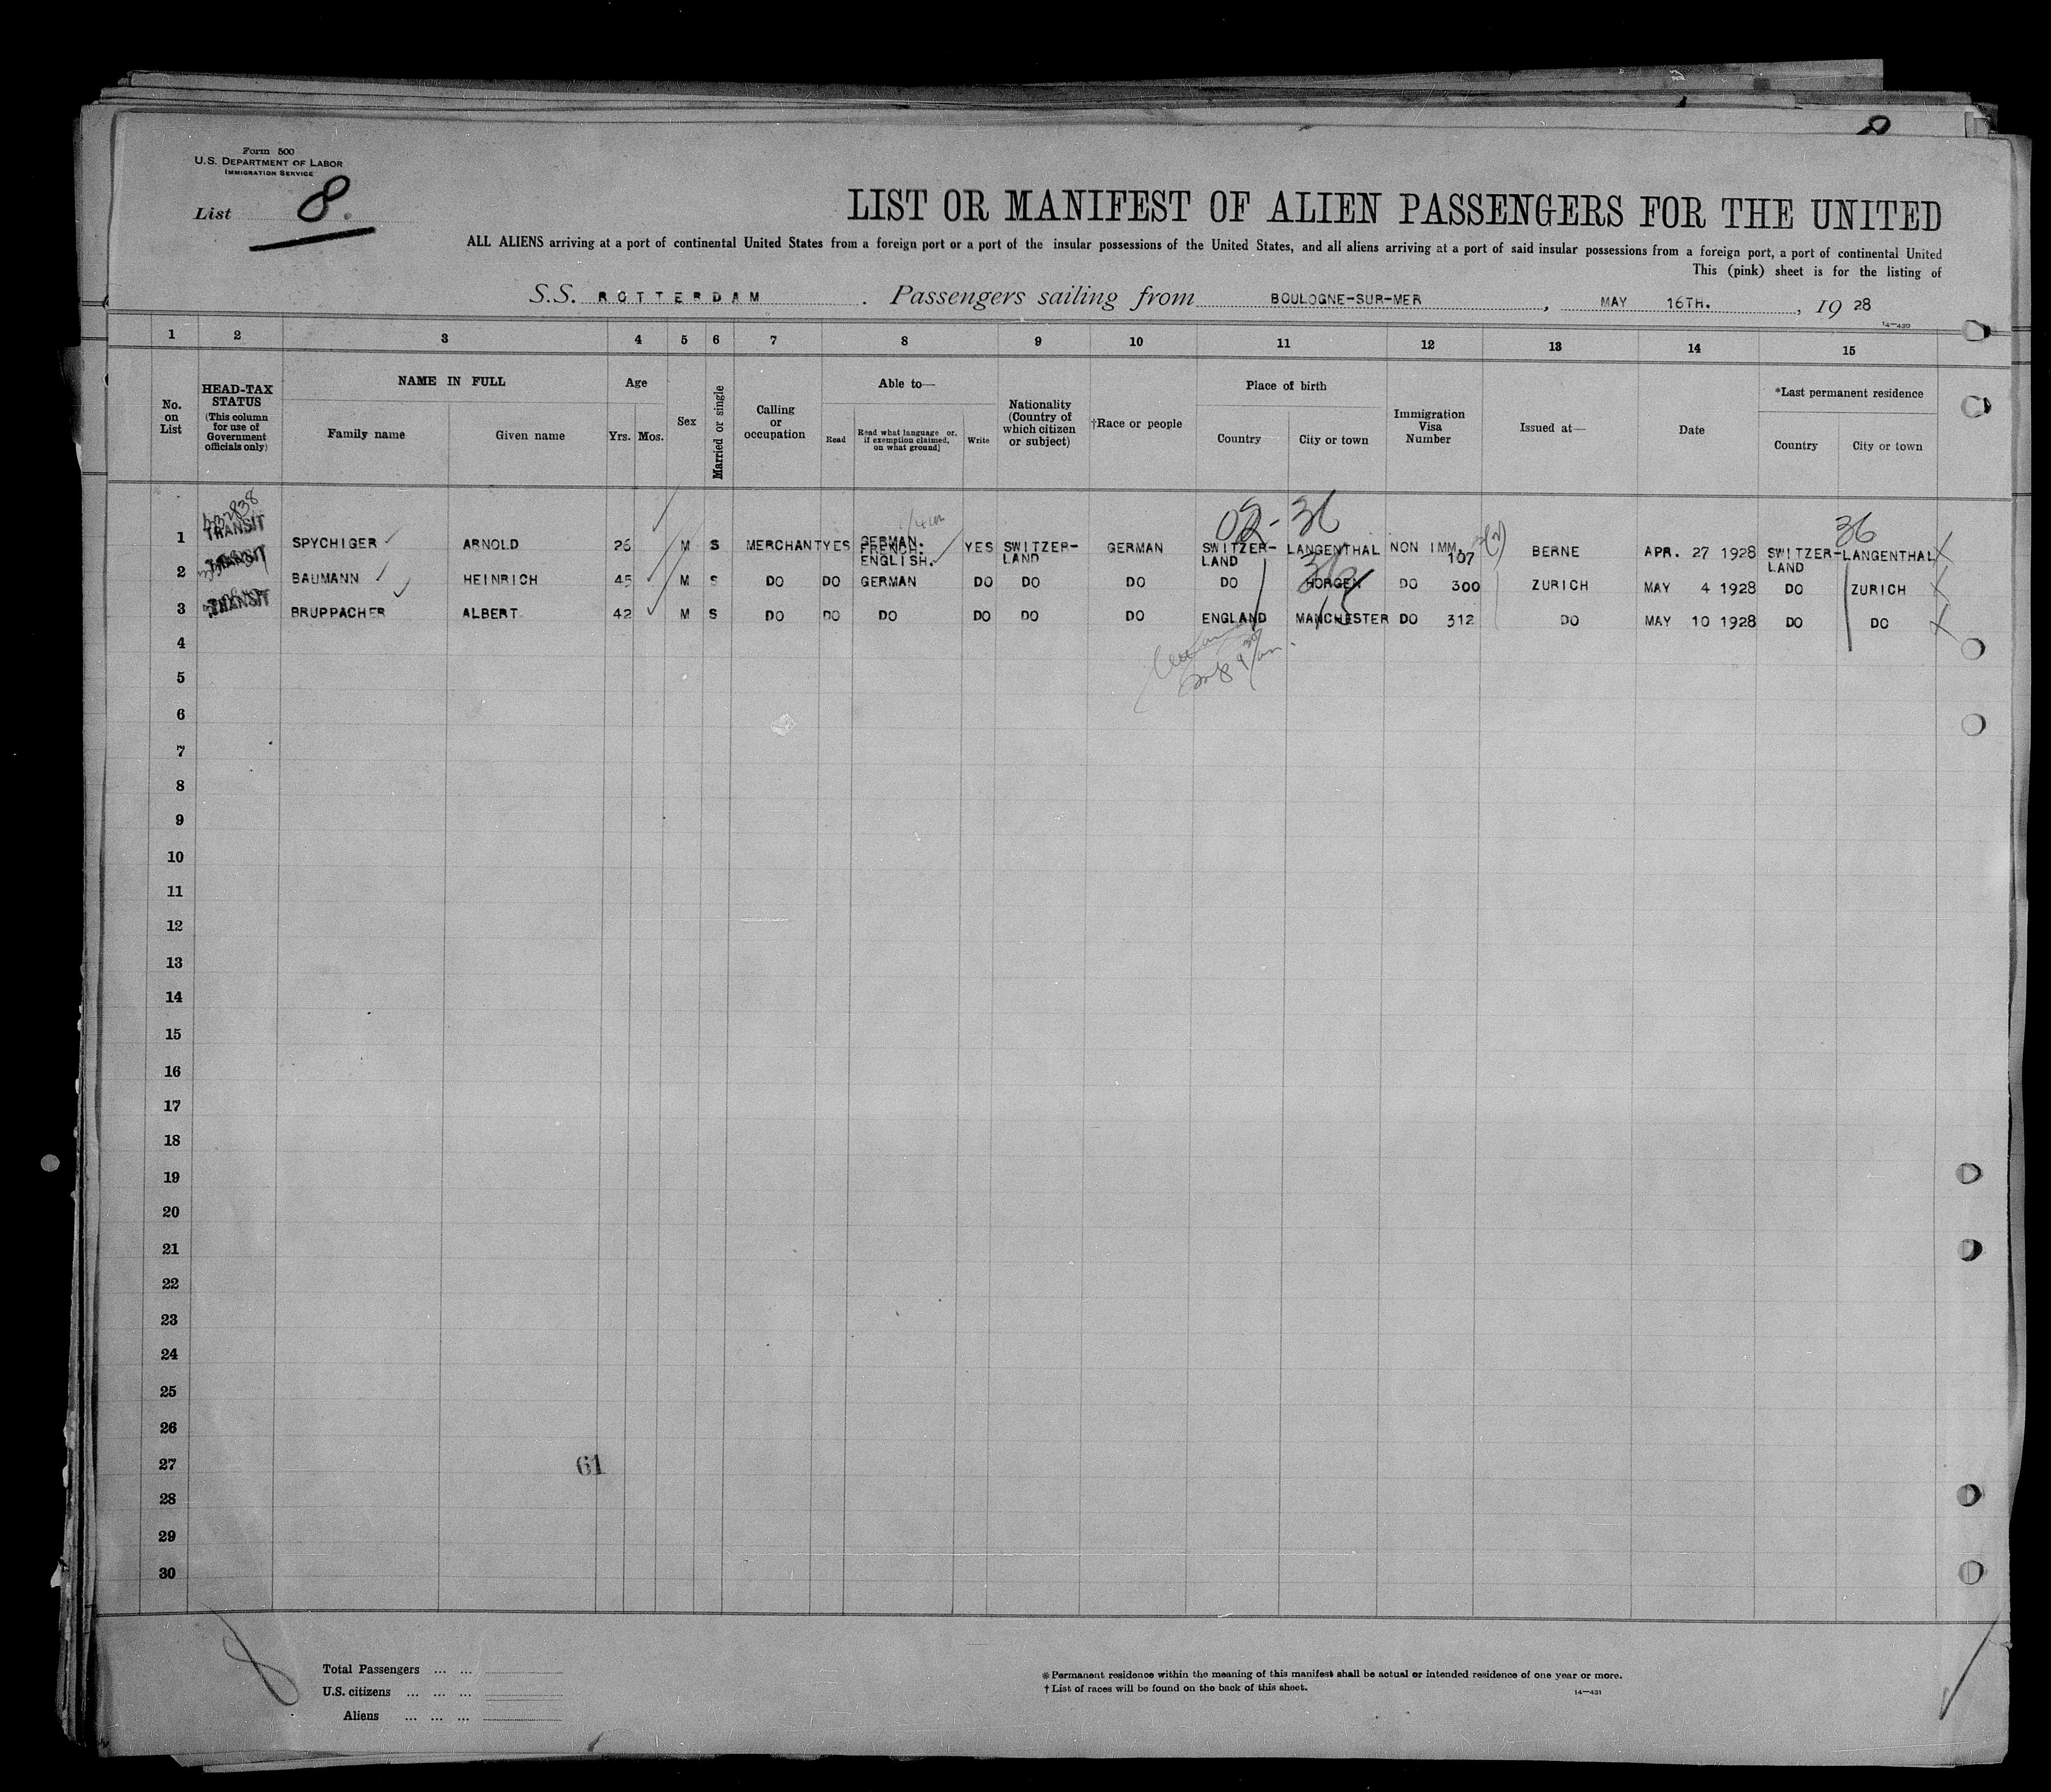 8
Form 500
U.S. DEPARTMENT OF LABOR
IMMIGRATION SERVICE
List 8.
LIST OR MANIFEST OF ALIEN PASSENGERS FOR THE UNITED
ALL ALIENS arriving at a port of continental United States from a foreign port or a port of the insular possessions of the United States, and all aliens arriving at a port of said insular possessions from a foreign port, a port of continental United
This (pink) sheet is for the listing of
S.S. ROTTERDAM. Passengers sailing from BOULOGNE-SUR-MER, MAY 16TH., 1928
14—430
1 2 3 4 5 6 7 8 9 10 11 12 13 14 15
No. on List
HEAD-TAX STATUS (This column for use of Government officials only)
NAME IN FULL
Family name Given name
Age
Yrs. Mos.
Sex
Married or single
Calling or occupation
Able to—
Read
Read what language or, if exemption claimed, on what ground]
Write
Nationality (Country of which citizen or subject)
†Race or people
Place of birth
Country City or town
Immigration Visa Number
Issued at—
Date
*Last permanent residence
Country City or town
36 36
1 TRANSIT SPYCHIGER ARNOLD 26 M S MERCHANT YES GERMAN. FRENCH. ENGLISH. YES SWITZER-LAND GERMAN SWITZER-LAND LANGENTHAL NON IMM. 107 BERNE APR. 27 1928 SWITZER-LAND LANGENTHAL
2 TRANSIT BAUMANN HEINRICH 45 M S DO DO GERMAN DO DO DO DO HORGEN DO 300 ZURICH MAY 4 1928 DO ZURICH
3 TRANSIT BRUPPACHER ALBERT 42 M S DO DO DO DO DO DO ENGLAND MANCHESTER DO 312 DO MAY 10 1928 DO DO
4
5
6
7
8
9
10
11
12
13
14
15
16
17
18
19
20
21
22
23
24
25
26
27
61
28
29
30
8
Total Passengers ... ...
U.S. citizens ... ... ...
Aliens ... ... ...
*Permanent residence within the meaning of this manifest shall be actual or intended residence of one year or more.
†List of races will be found on the back of this sheet.
14—431